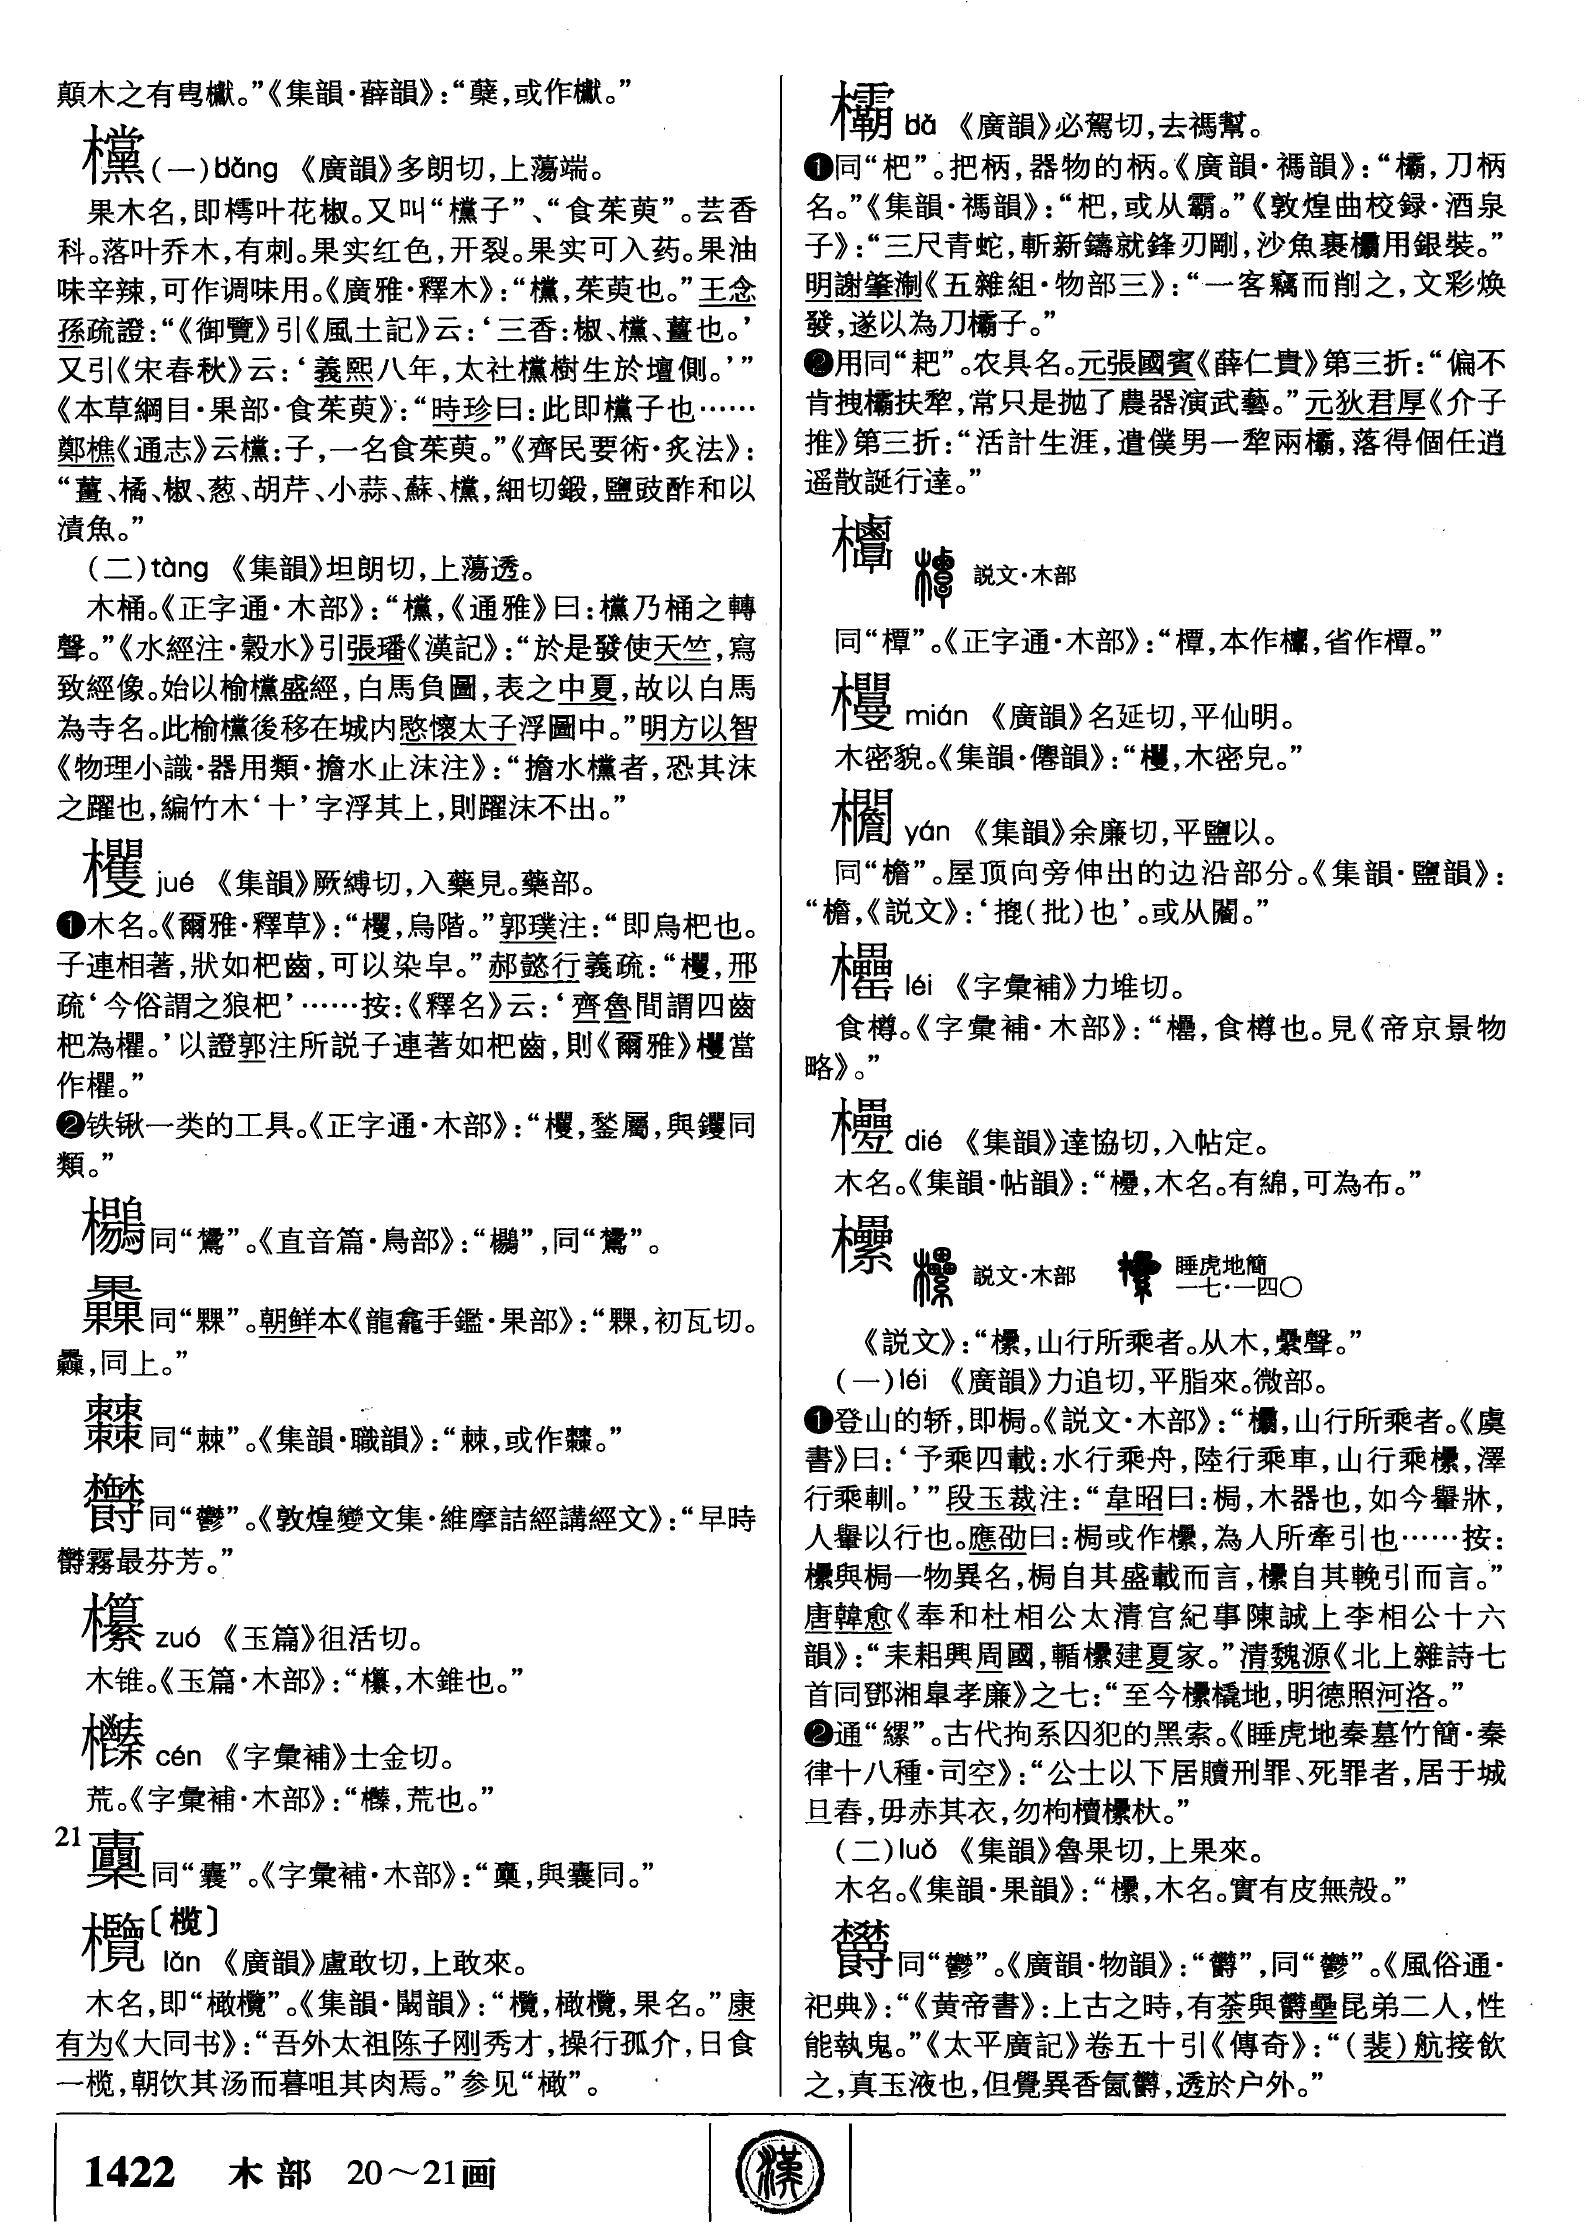 顛木之有㽕櫱。”《集韻·薛韻》：“蘖，或作櫱。”
欓(一)dǎng 《廣韻》多朗切，上蕩端。
果木名，即樗叶花椒。又叫“欓子”、“食茱萸”。芸香
科。落叶乔木，有刺。果实红色，开裂。果实可入药。果油
味辛辣，可作调味用。《廣雅·釋木》：“欓，茱萸也。”王念
孫疏證：“《御覽》引《風土記》云：‘三香：椒、欓、薑也。’
又引《宋春秋》云：‘義熙八年，太社欓樹生於壇側。’”
《本草綱目·果部·食茱萸》：“時珍曰：此即欓子也……
鄭樵《通志》云欓：子，一名食茱萸。”《齊民要術·炙法》：
“薑、橘、椒、葱、胡芹、小蒜、蘇、欓，細切鍛，鹽豉酢和以
漬魚。”
(二)tàng 《集韻》坦朗切，上蕩透。
木桶。《正字通·木部》：“欓，《通雅》曰：欓乃桶之轉
聲。”《水經注·穀水》引張璠《漢記》：“於是發使天竺，寫
致經像。始以榆欓盛經，白馬負圖，表之中夏，故以白馬
為寺名。此榆欓後移在城内愍懷太子浮圖中。”明方以智
《物理小識·器用類·擔水止沫注》：“擔水欓者，恐其沫
之躍也，編竹木‘十’字浮其上，則躍沫不出。”
欔 jué 《集韻》厥縛切，入藥見。藥部。
❶木名。《爾雅·釋草》：“欔，烏階。”郭璞注：“即烏杷也。
子連相著，狀如杷齒，可以染皁。”郝懿行義疏：“欔，邢
疏‘今俗謂之狼杷’……按：《釋名》云：‘齊魯間謂四齒
杷為欋。’以證郭注所説子連著如杷齒，則《爾雅》欔當
作欋。”
❷铁锹一类的工具。《正字通·木部》：“欔，鍫屬，與钁同
類。”
同“鸄”。《直音篇·鳥部》：同“鸄”。
同“夥”。朝鲜本《龍龕手鑑·果部》：初瓦切。
同上。”
同“棘”。《集韻·職韻》：“棘，或作
同“鬱”。《敦煌變文集·維摩詰經講經文》：“早時
欝霧最芬芳。”
欙 zuó 《玉篇》徂活切。
木锥。《玉篇·木部》：木錐也。”
cén 《字彙補》士金切。
荒。《字彙補·木部》：荒也。”
21
同“囊”。《字彙補·木部》：與囊同。”
欖〔榄〕
lǎn 《廣韻》盧敢切，上敢來。
木名，即“橄欖”。《集韻·闞韻》：“欖，橄欖，果名。”康
有为《大同书》：“吾外太祖陈子刚秀才，操行孤介，日食
一榄，朝饮其汤而暮咀其肉焉。”参见“橄”。
欛 bà 《廣韻》必駕切，去禡幫。
❶同“杷”。把柄，器物的柄。《廣韻·禡韻》：“欛，刀柄
名。”《集韻·禡韻》：“杷，或从霸。”《敦煌曲校録·酒泉
子》：“三尺青蛇，斬新鑄就鋒刃剛，沙魚裹欛用銀裝。”
明謝肇淛《五雜組·物部三》：“一客竊而削之，文彩焕
發，遂以為刀欛子。”
❷用同“耙”。农具名。元張國賓《薛仁貴》第三折：“偏不
肯拽欛扶犂，常只是抛了農器演武藝。”元狄君厚《介子
推》第三折：“活計生涯，遣僕男一犂兩欛，落得個任逍
遥散誕行達。”
説文·木部
同“橝”。《正字通·木部》：“橝，本作省作橝。”
mián 《廣韻》名延切，平仙明。
木密貌。《集韻·僊韻》：木密皃。”
欄 yán 《集韻》余廉切，平鹽以。
同“檐”。屋顶向旁伸出的边沿部分。《集韻·鹽韻》：
“檐，《説文》：‘㮰(批)也’。或从閻。”
léi 《字彙補》力堆切。
食樽。《字彙補·木部》：食樽也。見《帝京景物
略》。”
dié 《集韻》達協切，入帖定。
木名。《集韻·帖韻》：木名。有綿，可為布。”
欙 説文·木部 睡虎地簡一七·一四〇
《説文》：“欙，山行所乘者。从木，纍聲。”
(一)léi 《廣韻》力追切，平脂來。微部。
❶登山的轿，即梮。《説文·木部》：“欙，山行所乘者。《虞
書》曰：‘予乘四載：水行乘舟，陸行乘車，山行乘欙，澤
行乘軕。’”段玉裁注：“韋昭曰：梮，木器也，如今轝牀，
人轝以行也。應劭曰：梮或作欙，為人所牽引也……按：
欙與梮一物異名，梮自其盛載而言，欙自其輓引而言。”
唐韓愈《奉和杜相公太清宫紀事陳誠上李相公十六
韻》：“耒耜興周國，輴欙建夏家。”清魏源《北上雜詩七
首同鄧湘臯孝廉》之七：“至今欙橇地，明德照河洛。”
❷通“縲”。古代拘系囚犯的黑索。《睡虎地秦墓竹簡·秦
律十八種·司空》：“公士以下居贖刑罪、死罪者，居于城
旦舂，毋赤其衣，勿枸櫝欙杕。”
(二)luǒ 《集韻》魯果切，上果來。
木名。《集韻·果韻》：“欙，木名。實有皮無殻。”
同“鬱”。《廣韻·物韻》：同“鬱”。《風俗通·
祀典》：“《黄帝書》：上古之時，有荼與鬱壘昆弟二人，性
能執鬼。”《太平廣記》卷五十引《傳奇》：“(裴)航接飲
之，真玉液也，但覺異香氤鬱，透於户外。”
1422 木部 20～21画
漢